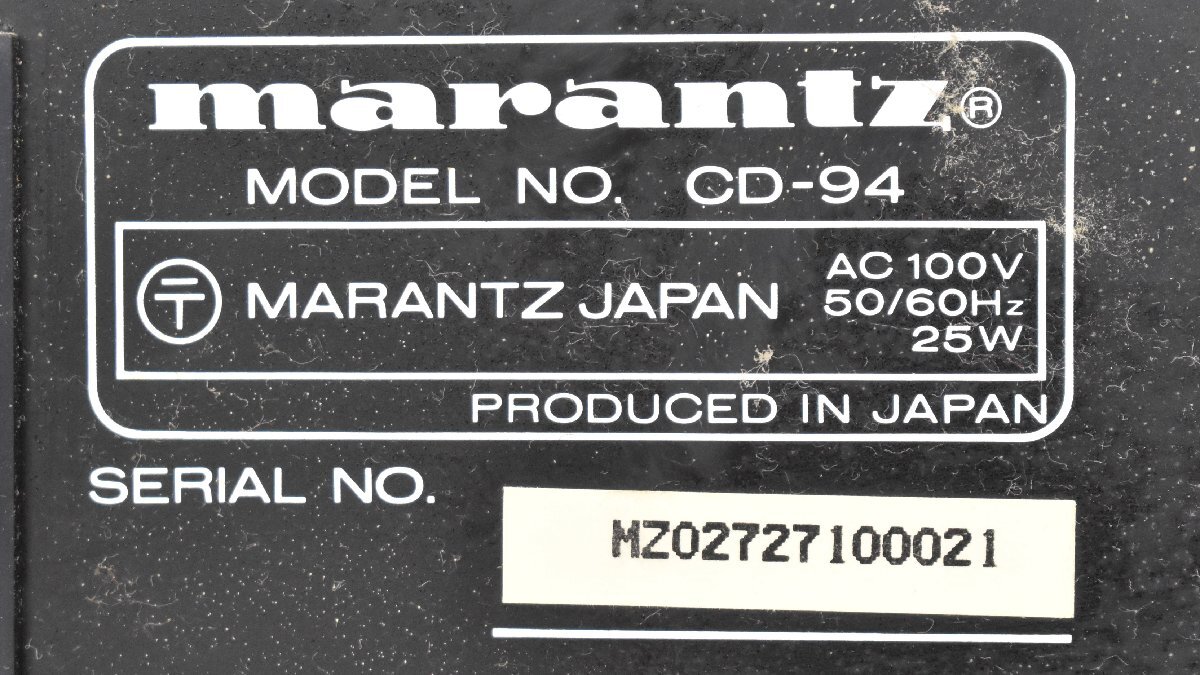 marantz®
MODEL NO. CD-94
〒 MARANTZ JAPAN
AC 100V
50/60Hz
25W
PRODUCED IN JAPAN
SERIAL NO.
MZ02727100021